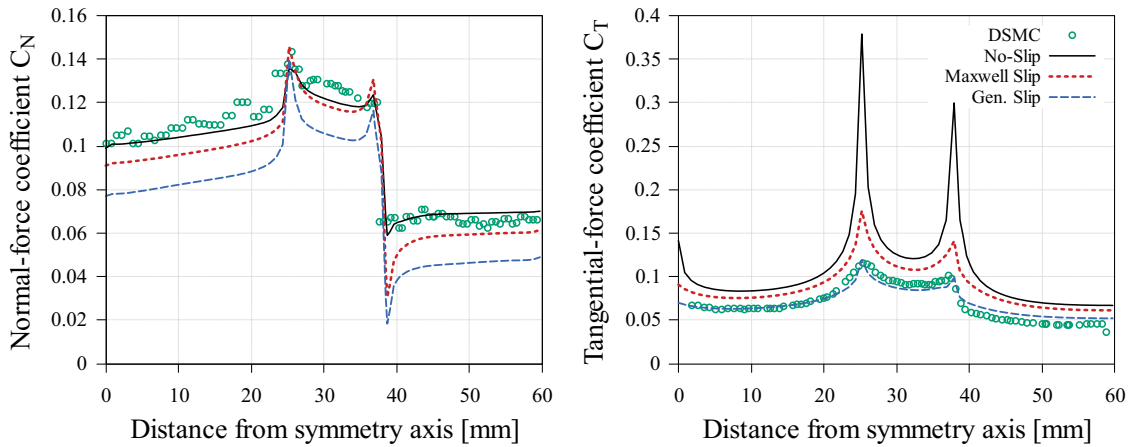 Normal-force coefficient C_N
0.16
0.14
0.12
0.1
0.08
0.06
0.04
0.02
0
0 10 20 30 40 50 60
Distance from symmetry axis [mm]
Tangential-force coefficient C_T
0.4
0.35
0.3
0.25
0.2
0.15
0.1
0.05
0
0 10 20 30 40 50 60
Distance from symmetry axis [mm]
DSMC
No-Slip
Maxwell Slip
Gen. Slip